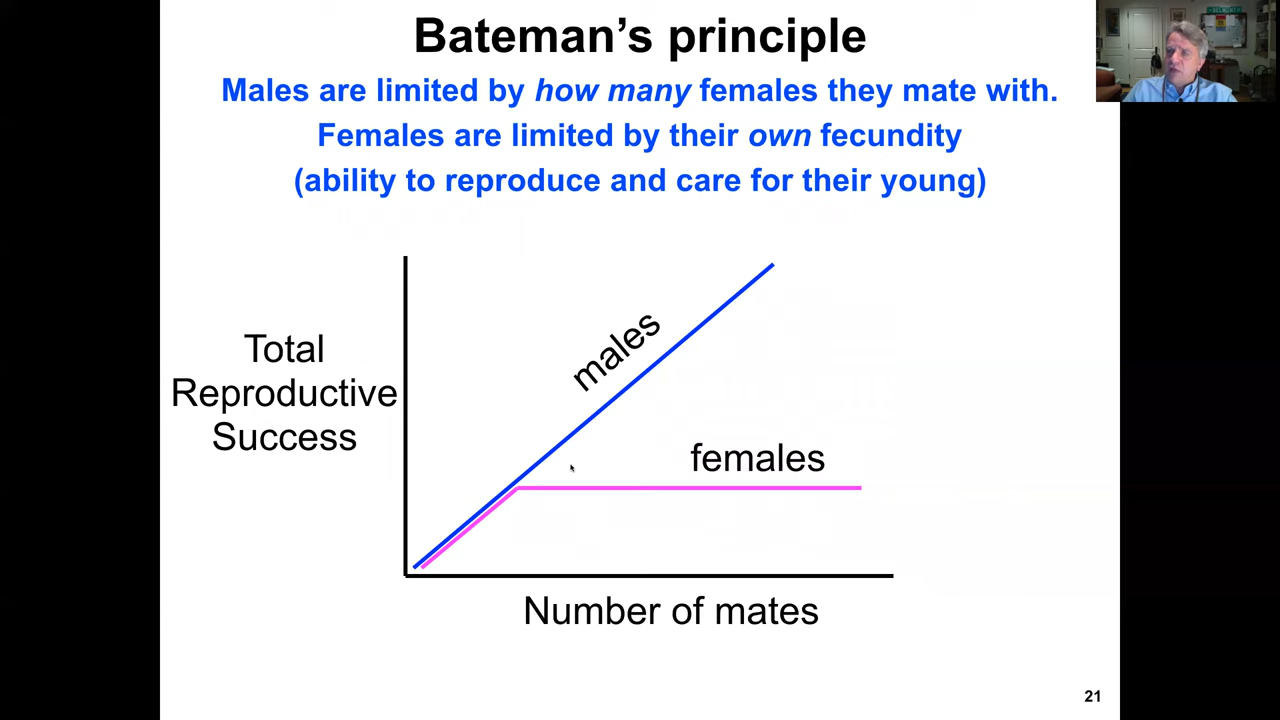 Bateman’s principle
Males are limited by how many females they mate with.
Females are limited by their own fecundity
(ability to reproduce and care for their young)
males
Total
Reproductive
Success
females
Number of mates
21